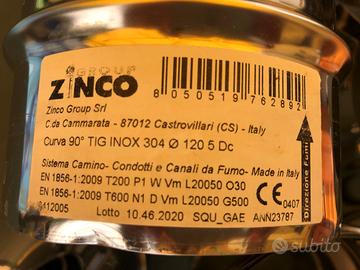 GROUP
ZINCO
8 050519 762892
Zinco Group Srl
C.da Cammarata - 87012 Castrovillari (CS) - Italy
Curva 90° TIG INOX 304 Ø 120 5 Dc
Sistema Camino- Condotti e Canali da Fumo- Made in Italy
EN 1856-1:2009 T200 P1 W Vm L20050 O30
EN 1856-1:2009 T600 N1 D Vm L20050 G500
CE 0407
Direzione Fumi
9412005 Lotto 10.46.2020 SQU_GAE ANN23787
subito